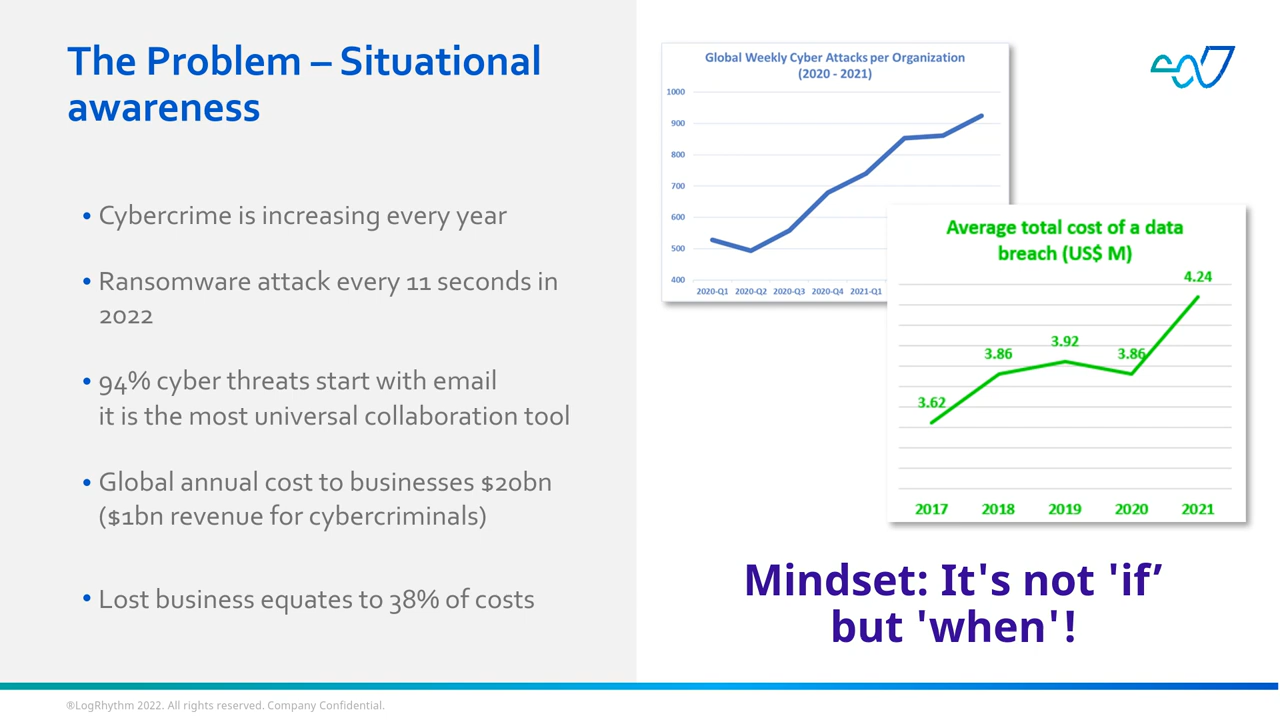 The Problem – Situational
awareness
• Cybercrime is increasing every year
• Ransomware attack every 11 seconds in
2022
• 94% cyber threats start with email
it is the most universal collaboration tool
• Global annual cost to businesses $20bn
($1bn revenue for cybercriminals)
• Lost business equates to 38% of costs
Global Weekly Cyber Attacks per Organization
(2020 - 2021)
1000
900
800
700
600
500
400
2020-Q1 2020-Q2 2020-Q3 2020-Q4 2021-Q1
Average total cost of a data
breach (US$ M)
4.24
3.92
3.86 3.86
3.62
2017 2018 2019 2020 2021
Mindset: It's not 'if’
but 'when'!
®LogRhythm 2022. All rights reserved. Company Confidential.